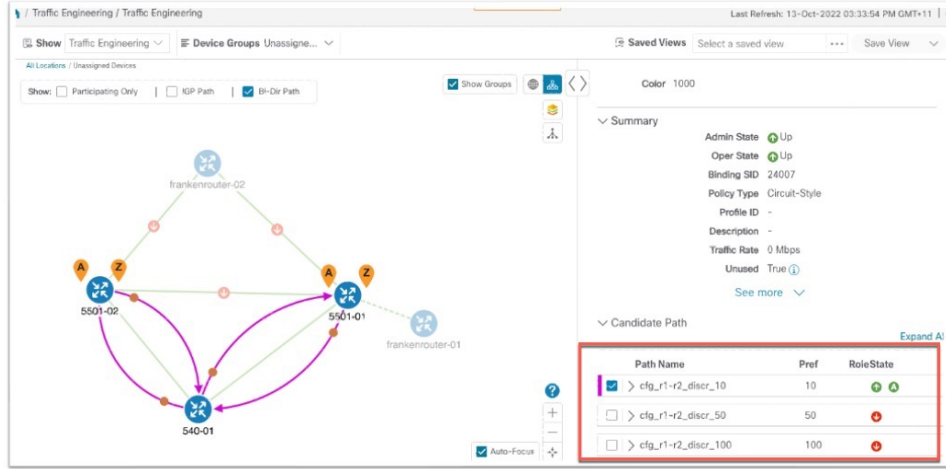 / Traffic Engineering / Traffic Engineering
Last Refresh: 13-Oct-2022 03:33:54 PM GMT+11
Show Traffic Engineering Device Groups Unassigne...
Saved Views Select a saved view ... Save View
All Locations / Unassigned Devices
Show: Participating Only | IGP Path | Bi-Dir Path
Show Groups
Color 1000
Summary
Admin State Up
Oper State Up
Binding SID 24007
Policy Type Circuit-Style
Profile ID -
Description -
Traffic Rate 0 Mbps
Unused True
See more
frankenrouter-02
A Z
A Z
5501-02
5501-01
frankenrouter-01
540-01
Auto-Focus
Candidate Path
Expand Al
Path Name Pref RoleState
cfg_r1-r2_discr_10 10 A
cfg_r1-r2_discr_50 50
cfg_r1-r2_discr_100 100